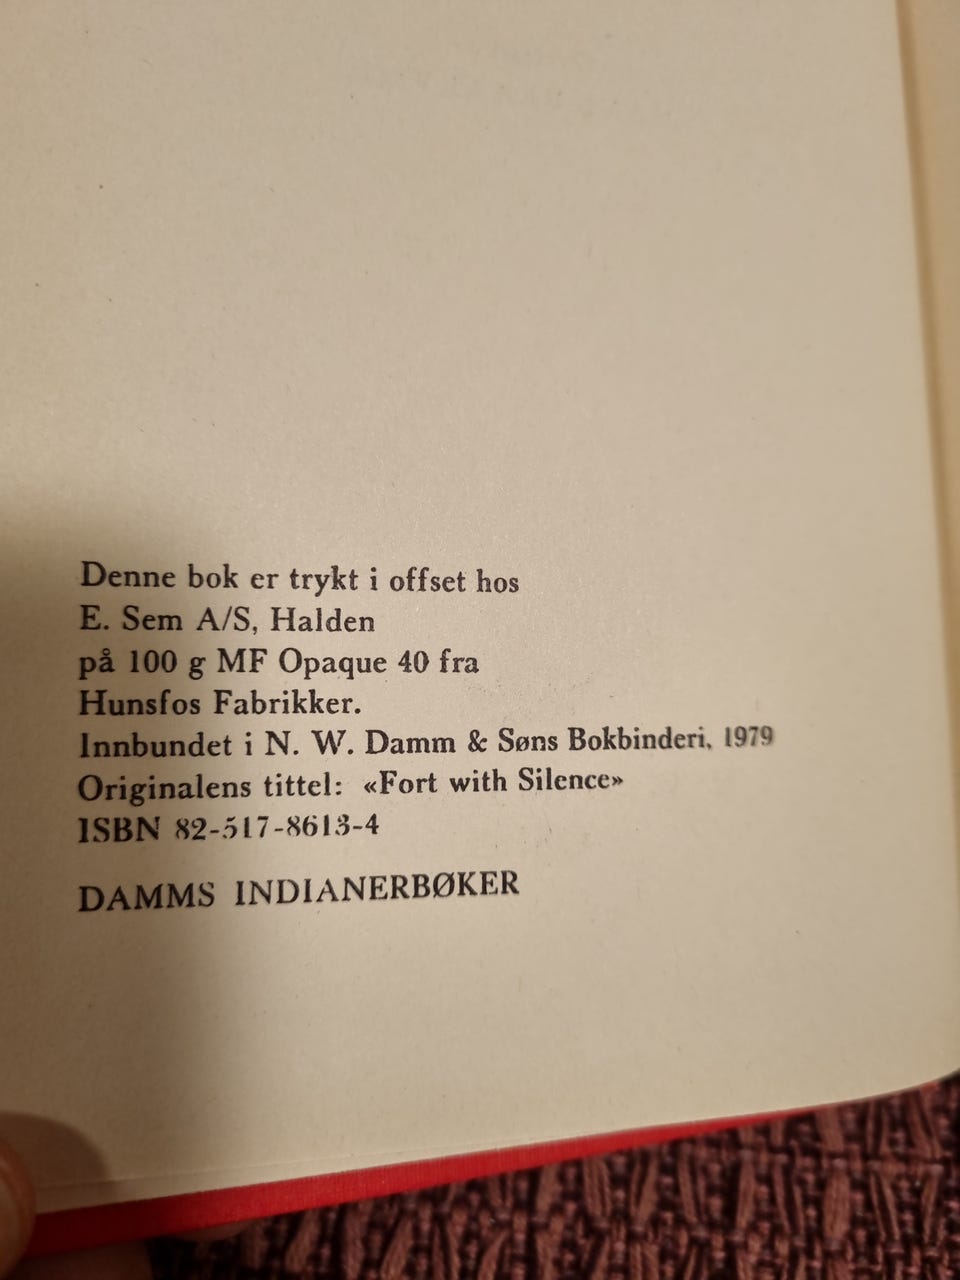 Denne bok er trykt i offset hos
E. Sem A/S, Halden
på 100 g MF Opaque 40 fra
Hunsfos Fabrikker.
Innbundet i N. W. Damm & Søns Bokbinderi, 1979
Originalens tittel: «Fort with Silence»
ISBN 82-517-8613-4
DAMMS INDIANERBØKER